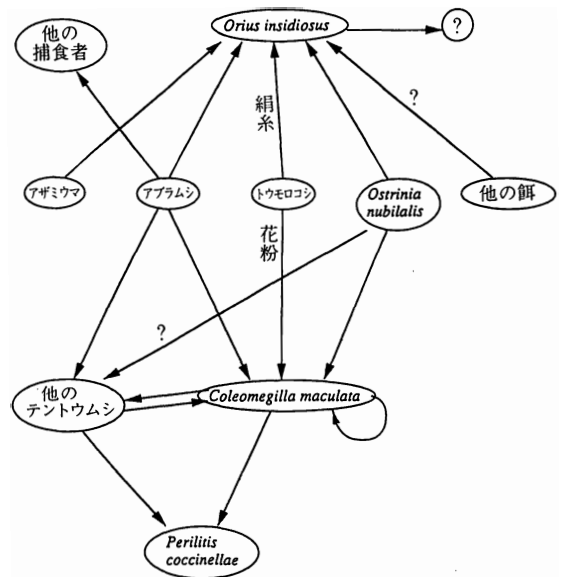 他の
捕食者
Orius insidiosus
?
絹
糸
?
アザミウマ
アブラムシ
トウモロコシ
Ostrinia
nubilalis
他の餌
花
粉
?
他の
テントウムシ
Coleomegilla maculata
Perilitis
coccinellae